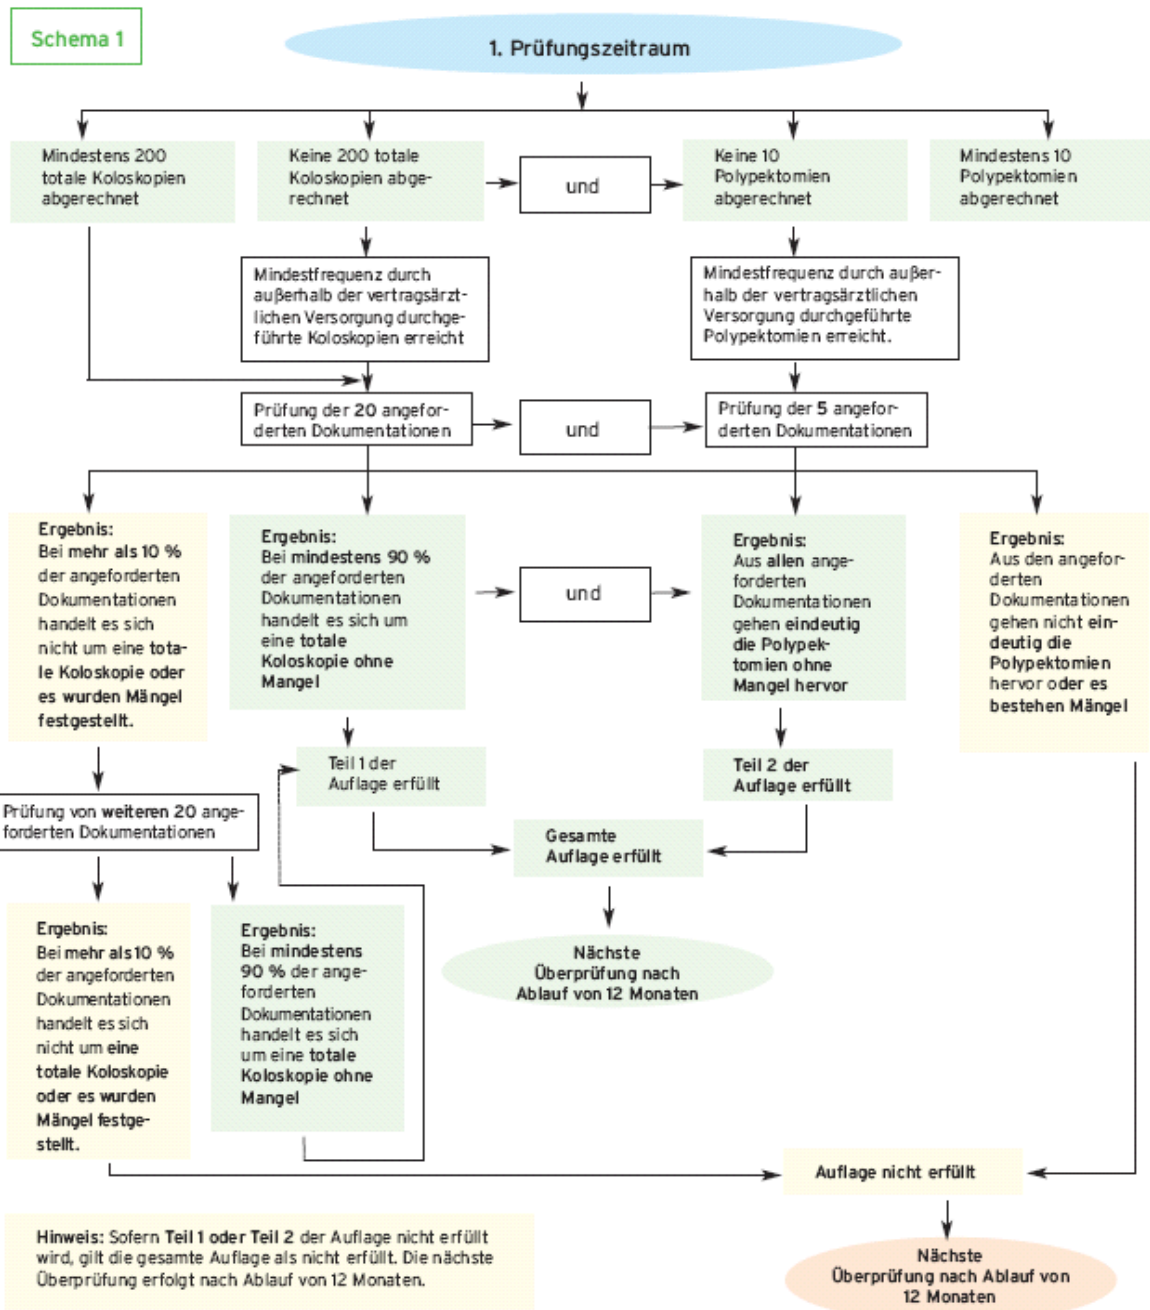 Schema 1
1. Prüfungszeitraum
Mindestens 200
totale Koloskopien
abgerechnet
Keine 200 totale
Koloskopien abge-
rechnet
und
Keine 10
Polypektomien
abgerechnet
Mindestens 10
Polypektomien
abgerechnet
Mindestfrequenz durch
außerhalb der vertragsärzt-
lichen Versorgung durchge-
führte Koloskopien erreicht
Mindestfrequenz durch außer-
halb der vertragsärztlichen
Versorgung durchgeführte
Polypektomien erreicht.
Prüfung der 20 angefor-
derten Dokumentationen
und
Prüfung der 5 angefor-
derten Dokumentationen
Ergebnis:
Bei mehr als 10 %
der angeforderten
Dokumentationen
handelt es sich
nicht um eine tota-
le Koloskopie oder
es wurden Mängel
festgestellt.
Ergebnis:
Bei mindestens 90 %
der angeforderten
Dokumentationen
handelt es sich um
eine totale
Koloskopie ohne
Mangel
und
Ergebnis:
Aus allen ange-
forderten
Dokumentationen
gehen eindeutig
die Polypek-
tomien ohne
Mangel hervor
Ergebnis:
Aus den angefor-
derten
Dokumentationen
gehen nicht ein-
deutig die
Polypektomien
hervor oder es
bestehen Mängel
Teil 1 der
Auflage erfüllt
Teil 2 der
Auflage erfüllt
Prüfung von weiteren 20 ange-
forderten Dokumentationen
Gesamte
Auflage erfüllt
Ergebnis:
Bei mehr als 10 %
der angeforderten
Dokumentationen
handelt es sich
nicht um eine
totale Koloskopie
oder es wurden
Mängel festge-
stellt.
Ergebnis:
Bei mindestens
90 % der ange-
forderten
Dokumentationen
handelt es sich
um eine totale
Koloskopie ohne
Mangel
Nächste
Überprüfung nach
Ablauf von 12 Monaten
Auflage nicht erfüllt
Hinweis: Sofern Teil 1 oder Teil 2 der Auflage nicht erfüllt
wird, gilt die gesamte Auflage als nicht erfüllt. Die nächste
Überprüfung erfolgt nach Ablauf von 12 Monaten.
Nächste
Überprüfung nach Ablauf von
12 Monaten